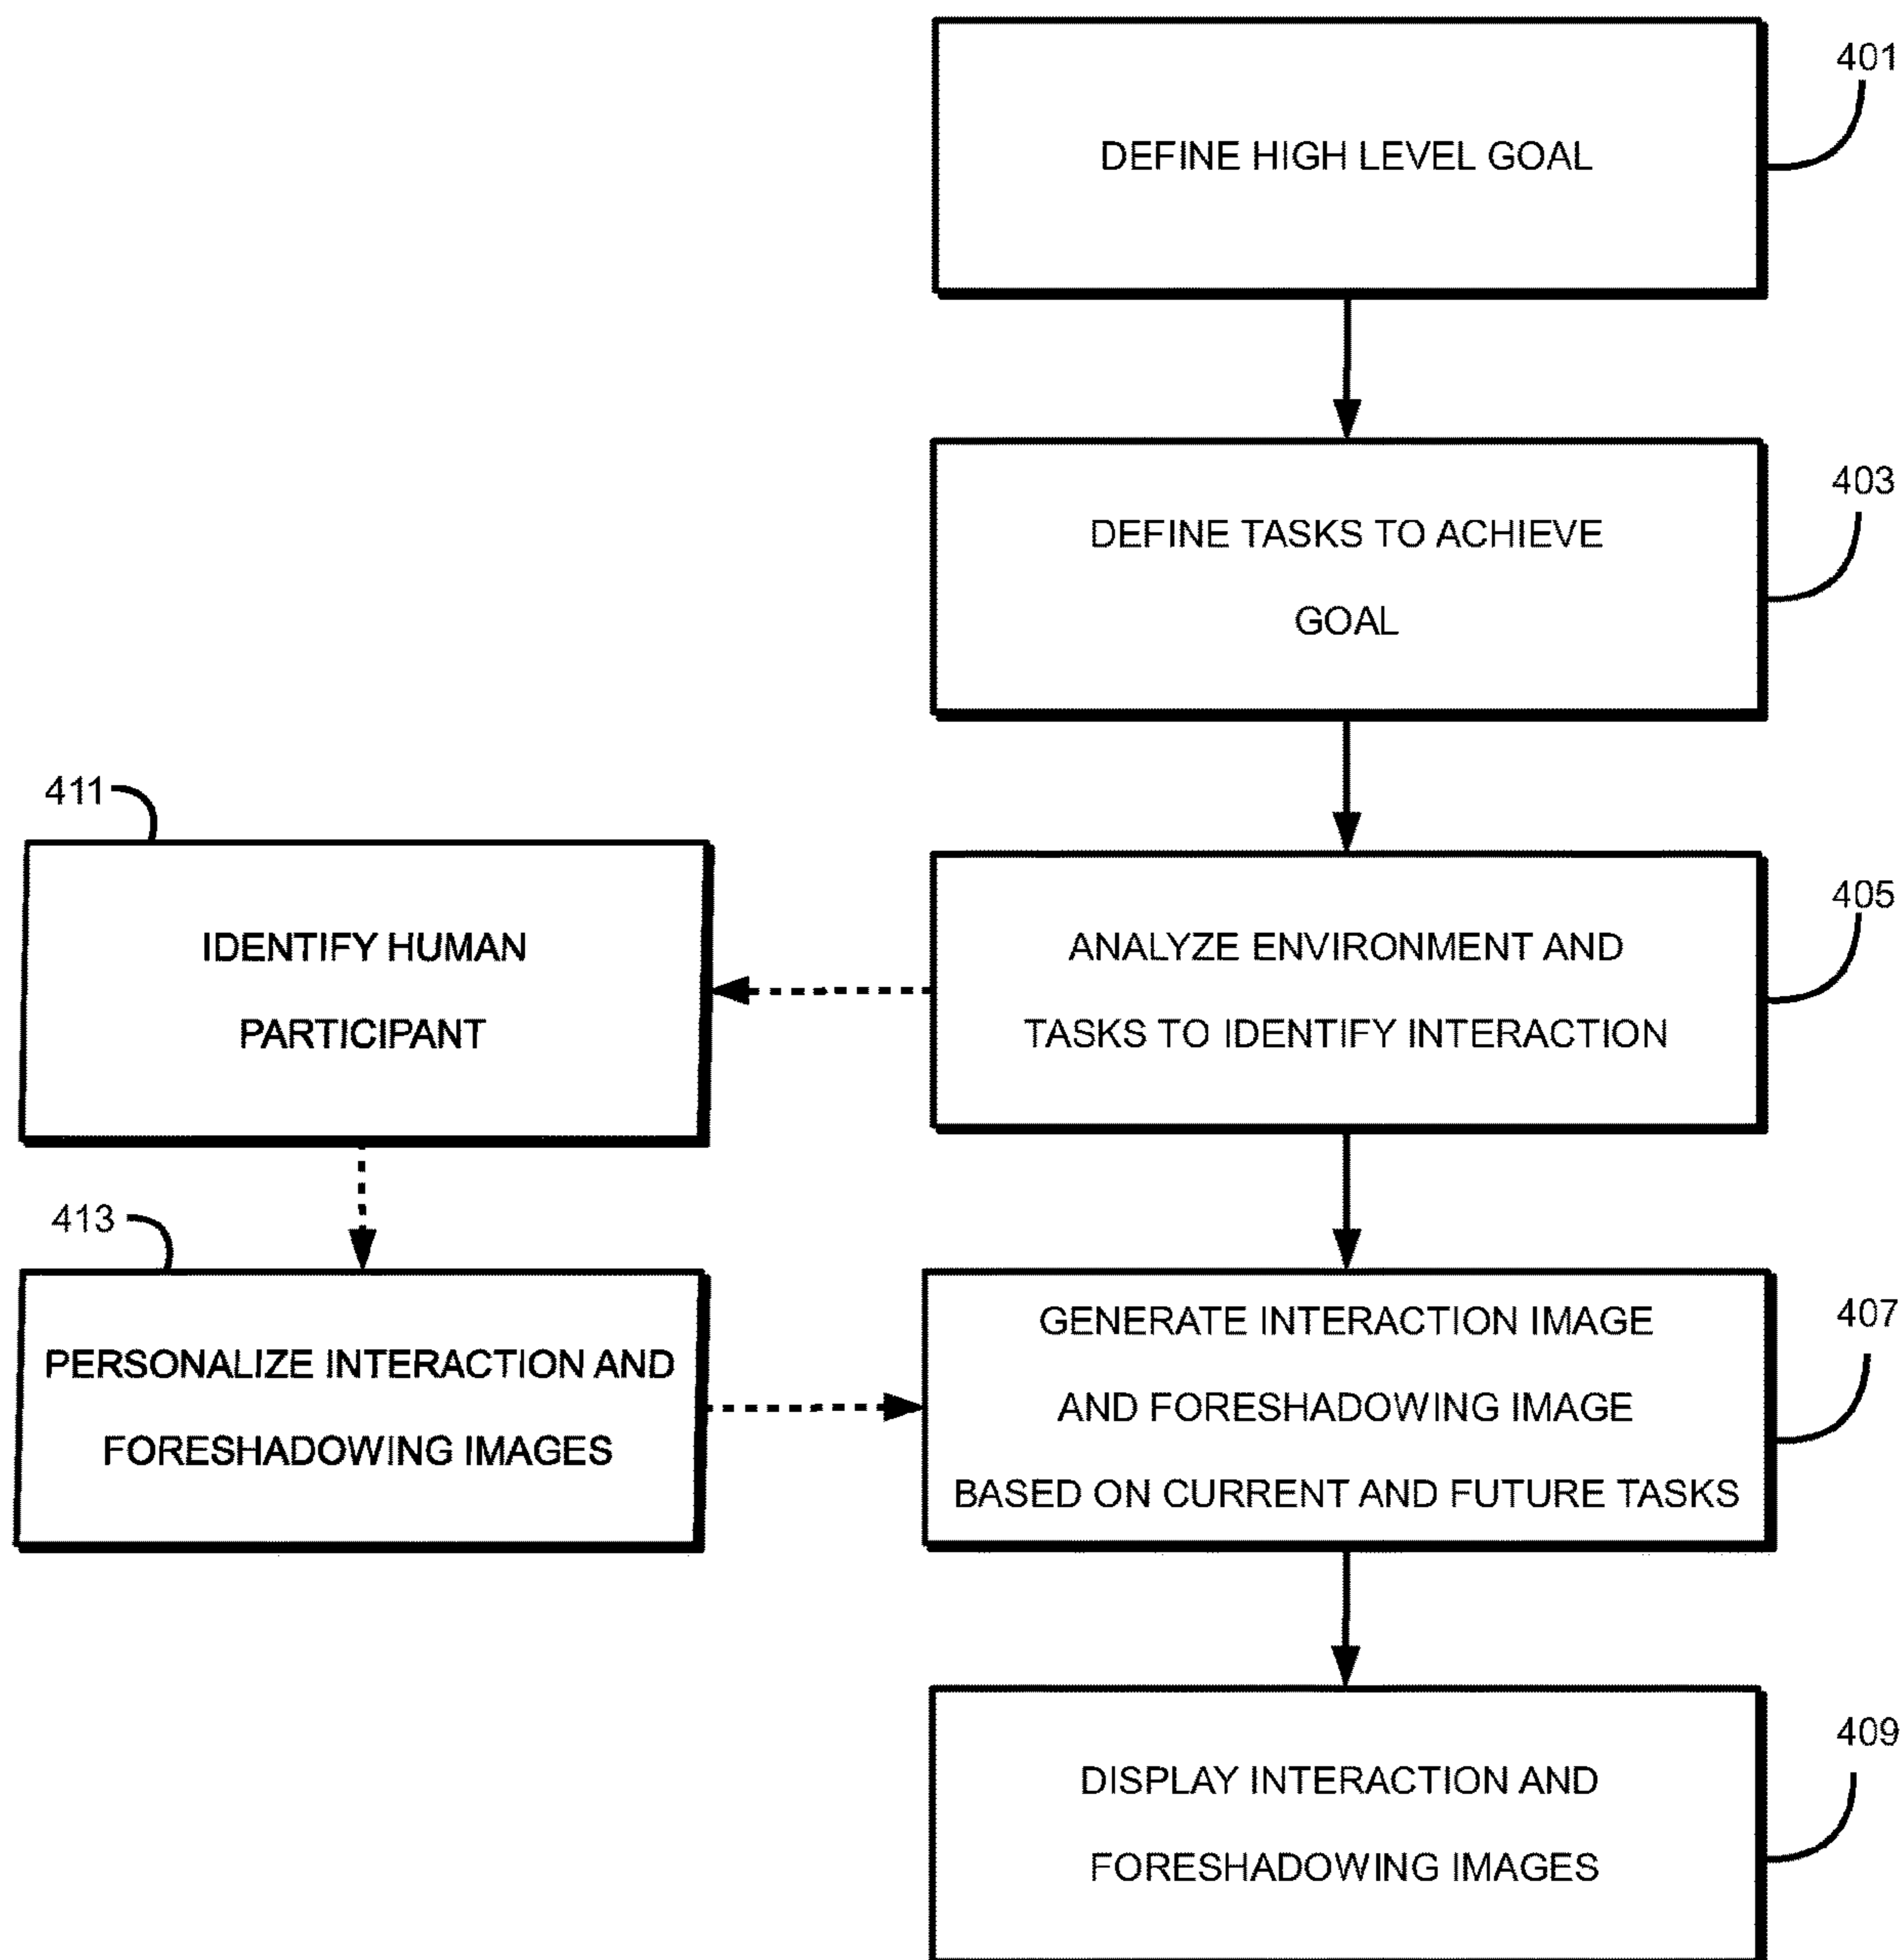 401
DEFINE HIGH LEVEL GOAL
403
DEFINE TASKS TO ACHIEVE
GOAL
411
IDENTIFY HUMAN
PARTICIPANT
405
ANALYZE ENVIRONMENT AND
TASKS TO IDENTIFY INTERACTION
413
PERSONALIZE INTERACTION AND
FORESHADOWING IMAGES
407
GENERATE INTERACTION IMAGE
AND FORESHADOWING IMAGE
BASED ON CURRENT AND FUTURE TASKS
409
DISPLAY INTERACTION AND
FORESHADOWING IMAGES